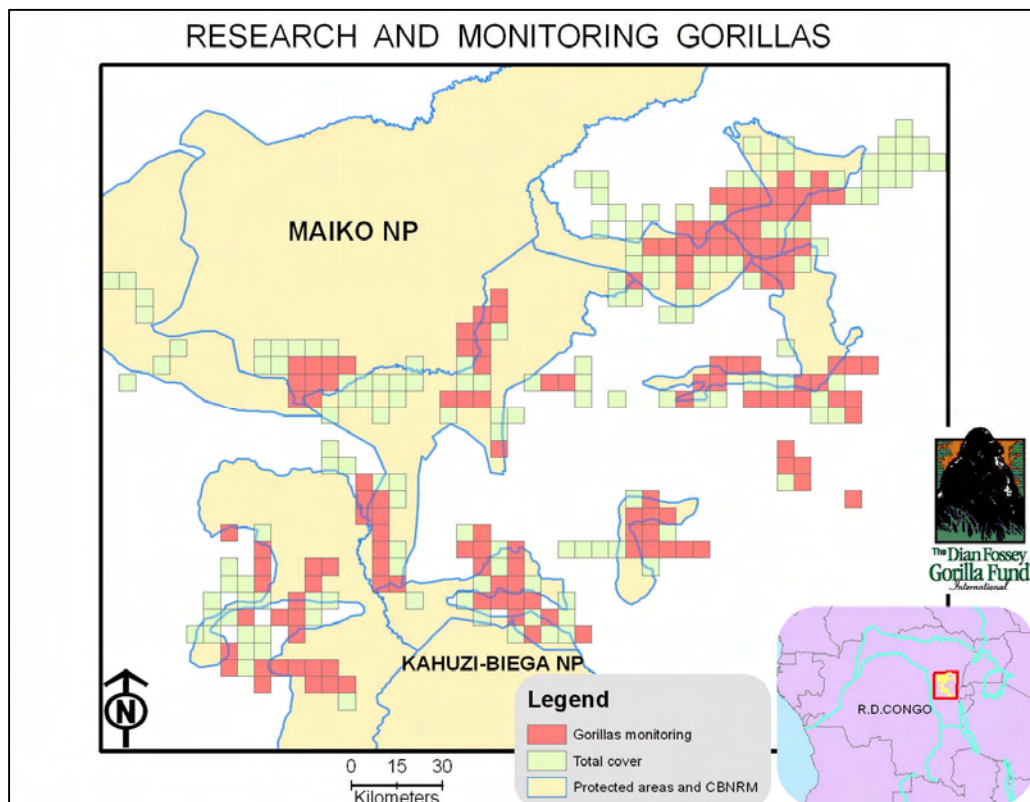 RESEARCH AND MONITORING GORILLAS
MAIKO NP
KAHUZI-BIEGA NP
N
0 15 30
Kilometers
Legend
Gorillas monitoring
Total cover
Protected areas and CBNRM
The Dian Fossey
Gorilla Fund
International
R.D.CONGO